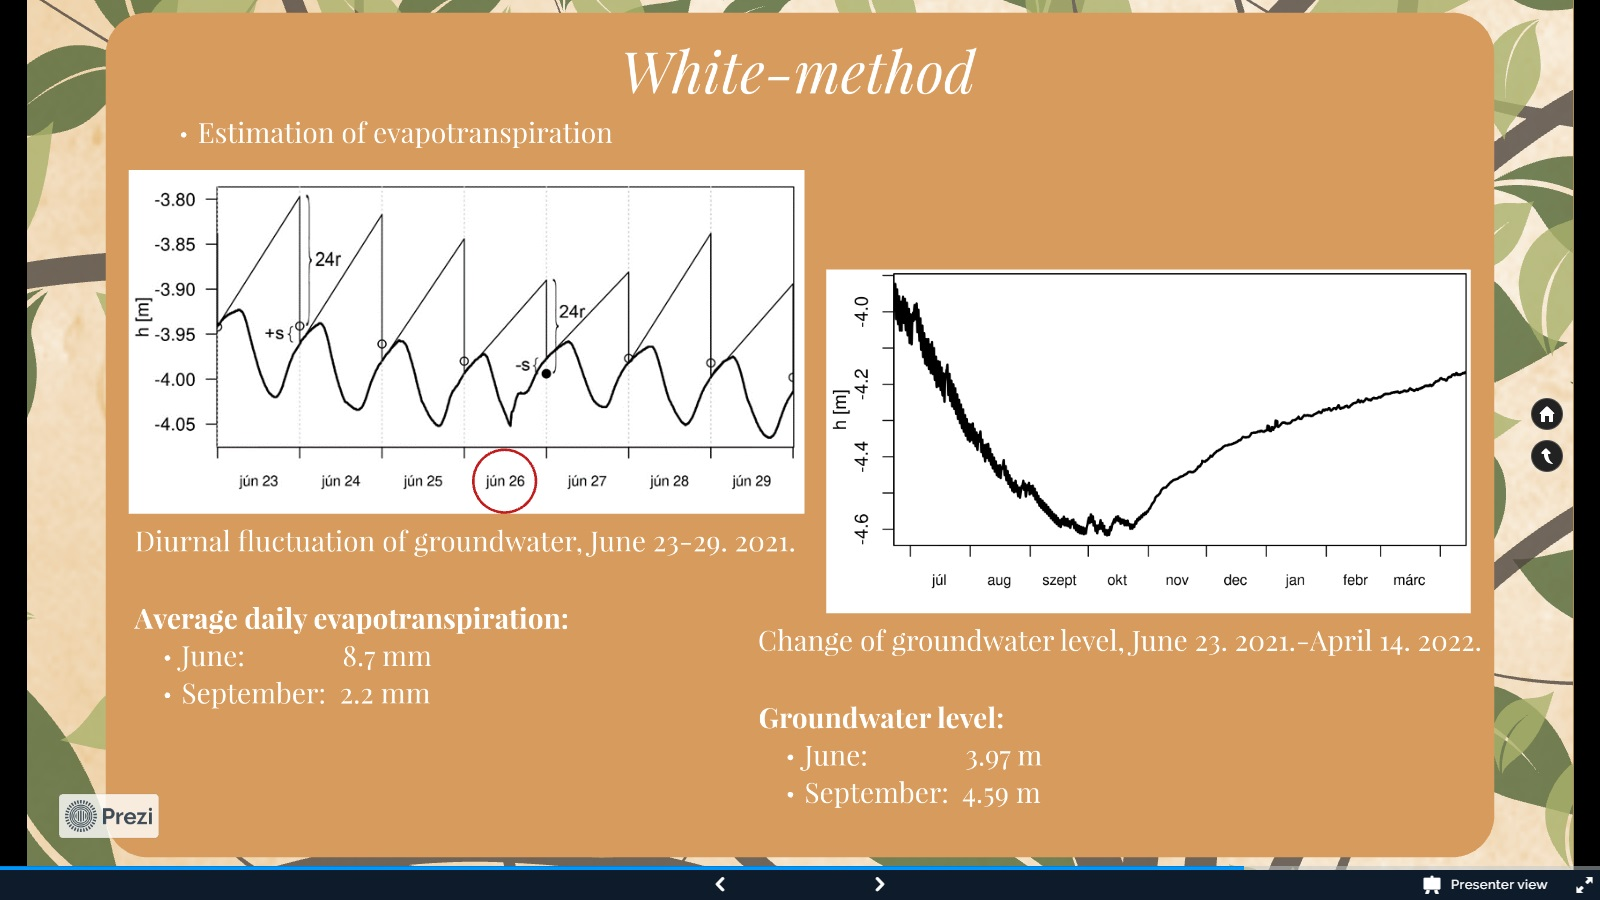 White-method
• Estimation of evapotranspiration
-3.80
-3.85
-3.90
-3.95
-4.00
-4.05
h [m]
24r
+s{
24r
-s{
jún 23
jún 24
jún 25
jún 26
jún 27
jún 28
jún 29
Diurnal fluctuation of groundwater, June 23-29. 2021.
Average daily evapotranspiration:
• June: 8.7 mm
• September: 2.2 mm
-4.0
-4.2
-4.4
-4.6
h [m]
júl
aug
szept
okt
nov
dec
jan
febr
márc
Change of groundwater level, June 23. 2021.-April 14. 2022.
Groundwater level:
• June: 3.97 m
• September: 4.59 m
Prezi
Presenter view